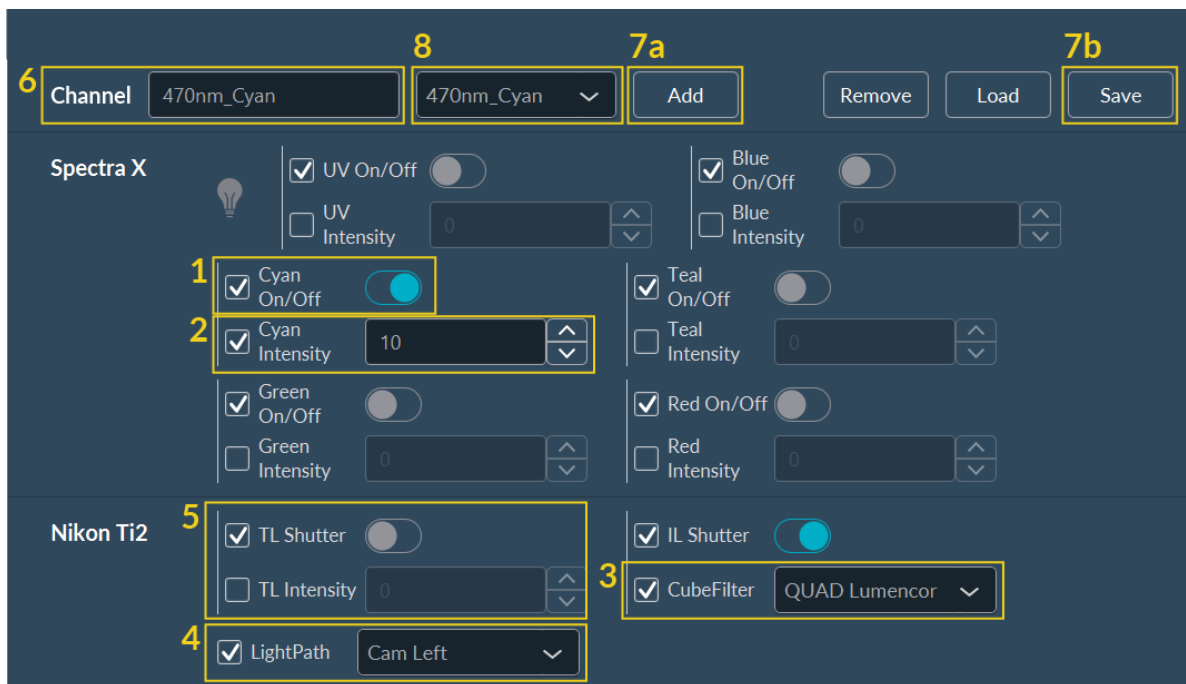 8 7a 7b
6 Channel 470nm_Cyan 470nm_Cyan Add Remove Load Save
Spectra X UV On/Off Blue
On/Off
UV
Intensity 0 Blue
Intensity 0
1 Cyan
On/Off Teal
On/Off
2 Cyan
Intensity 10 Teal
Intensity 0
Green
On/Off Red On/Off
Green
Intensity 0 Red
Intensity 0
Nikon Ti2 5 TL Shutter IL Shutter
TL Intensity 0 3 CubeFilter QUAD Lumencor
4 LightPath Cam Left